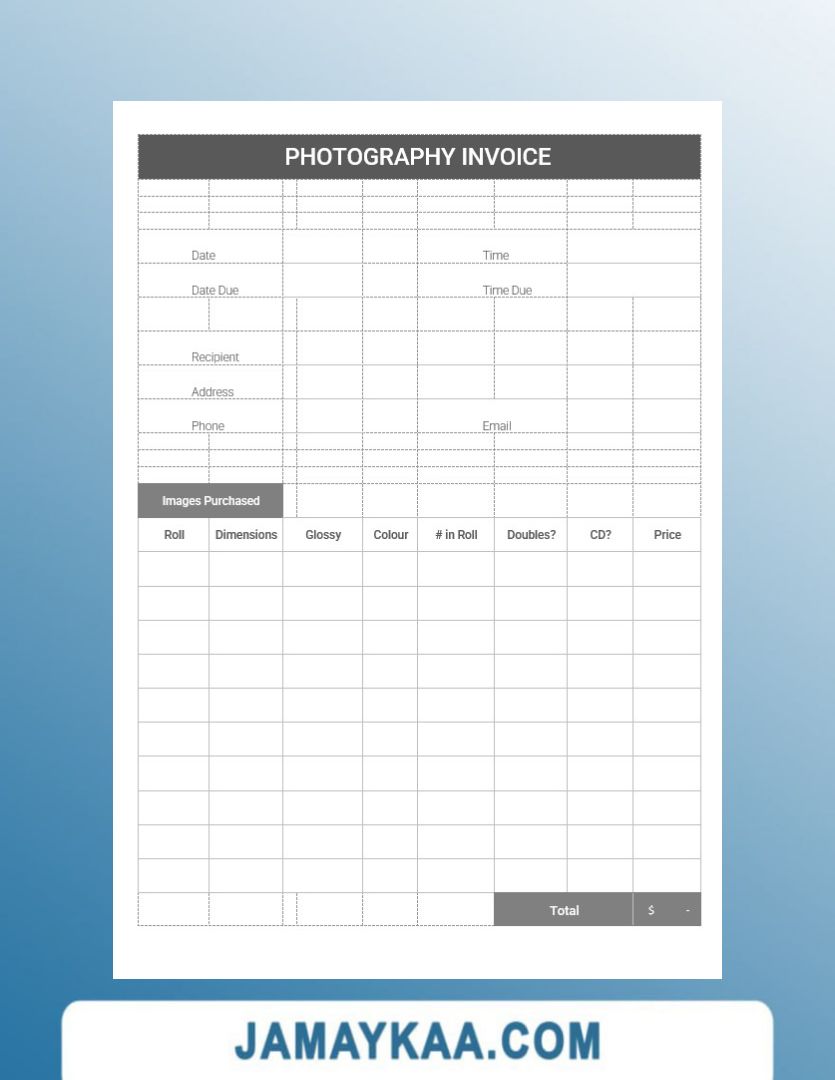 PHOTOGRAPHY INVOICE
Date Time
Date Due Time Due
Recipient
Address
Phone Email
Images Purchased
Roll Dimensions Glossy Colour # in Roll Doubles? CD? Price
Total $ -
JAMAYKAA.COM